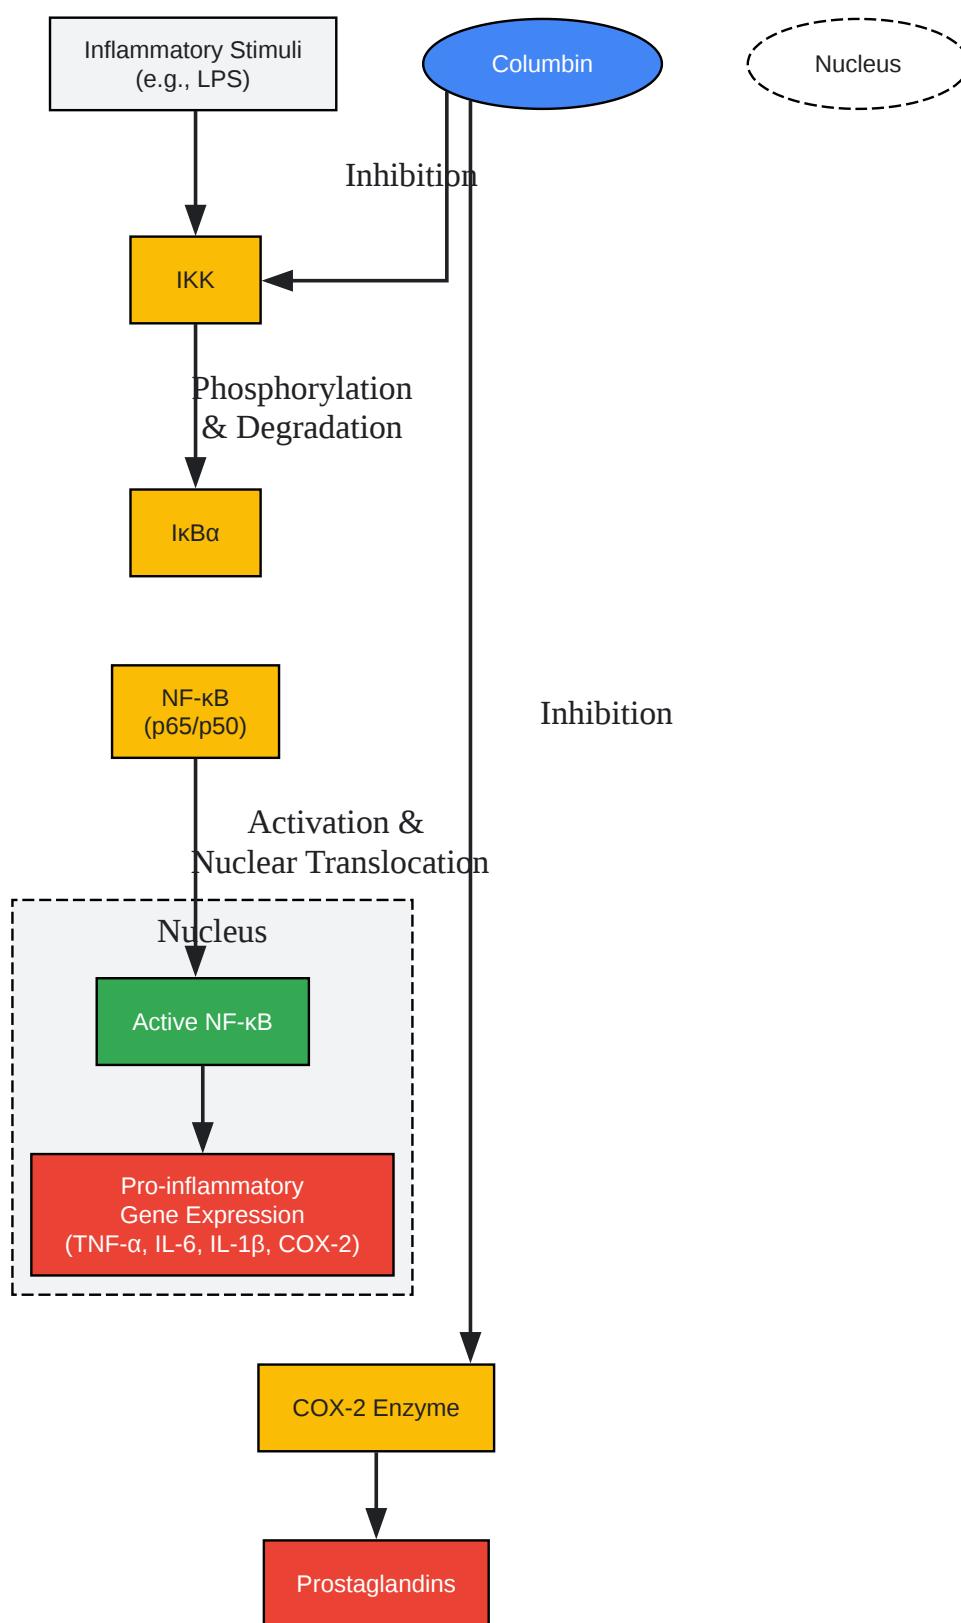 Inflammatory Stimuli
(e.g., LPS)
Columbin
Nucleus
Inhibition
IKK
Phosphorylation
& Degradation
IκBα
NF-κB
(p65/p50)
Inhibition
Activation &
Nuclear Translocation
Nucleus
Active NF-κB
Pro-inflammatory
Gene Expression
(TNF-α, IL-6, IL-1β, COX-2)
COX-2 Enzyme
Prostaglandins